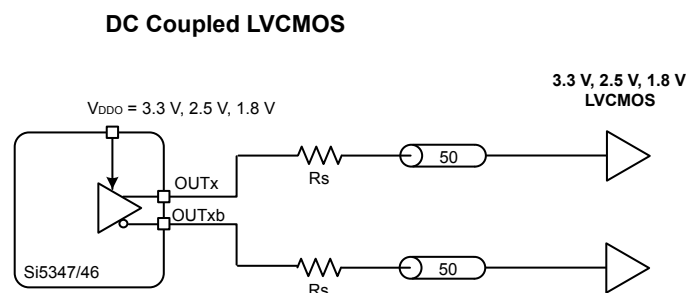 DC Coupled LVCMOS
3.3 V, 2.5 V, 1.8 V
LVCMOS
VDDO = 3.3 V, 2.5 V, 1.8 V
OUTx
50
Rs
OUTxb
Si5347/46
50
Rs